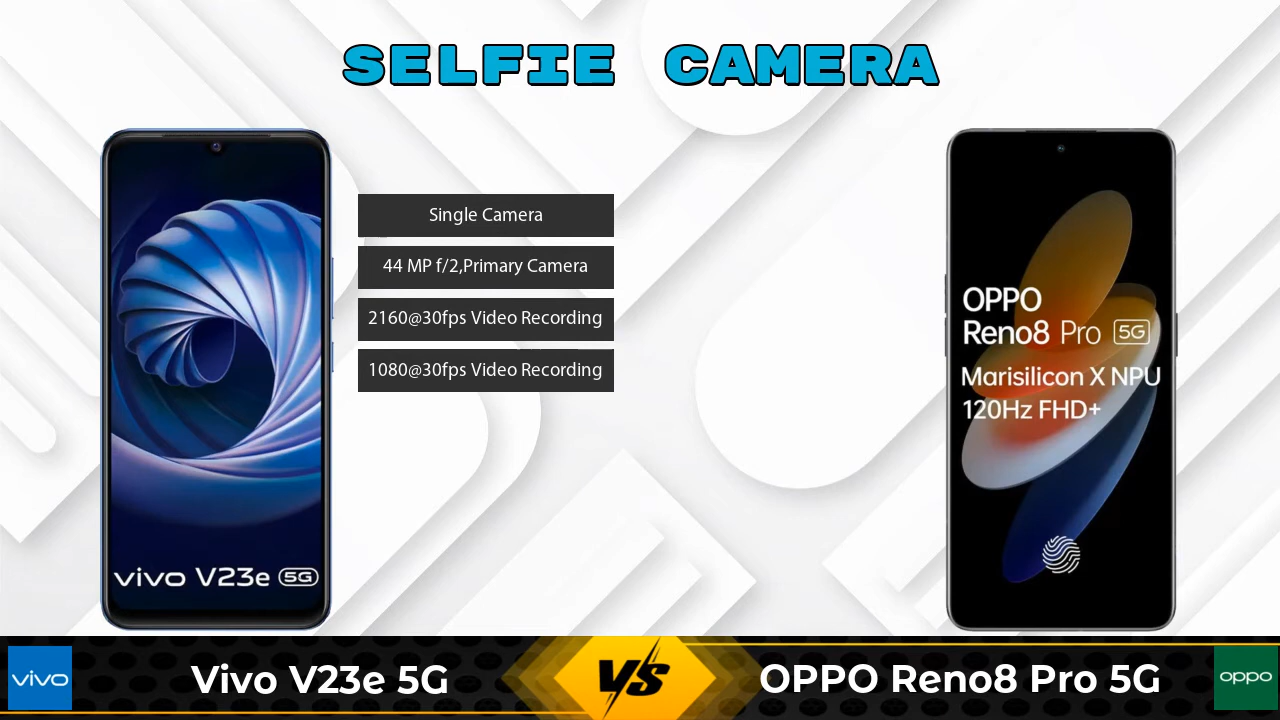 SELFIE CAMERA
Single Camera
44 MP f/2,Primary Camera
2160@30fps Video Recording
1080@30fps Video Recording
vivo V23e 5G
OPPO
Reno8 Pro 5G
Marisilicon X NPU
120Hz FHD+
vivo
Vivo V23e 5G
VS
OPPO Reno8 Pro 5G
oppo